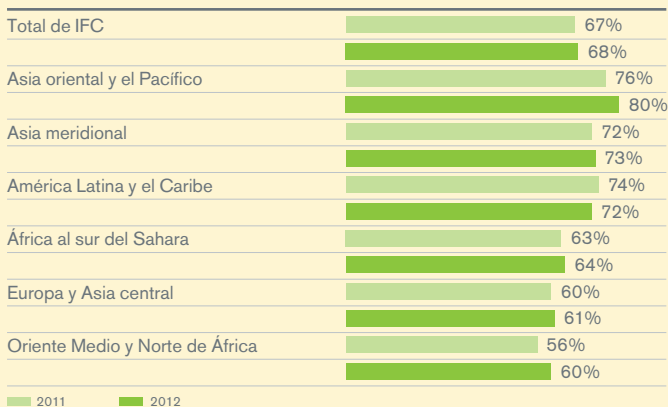 Total de IFC 67%
68%
Asia oriental y el Pacífico 76%
80%
Asia meridional 72%
73%
América Latina y el Caribe 74%
72%
África al sur del Sahara 63%
64%
Europa y Asia central 60%
61%
Oriente Medio y Norte de África 56%
60%
2011 2012